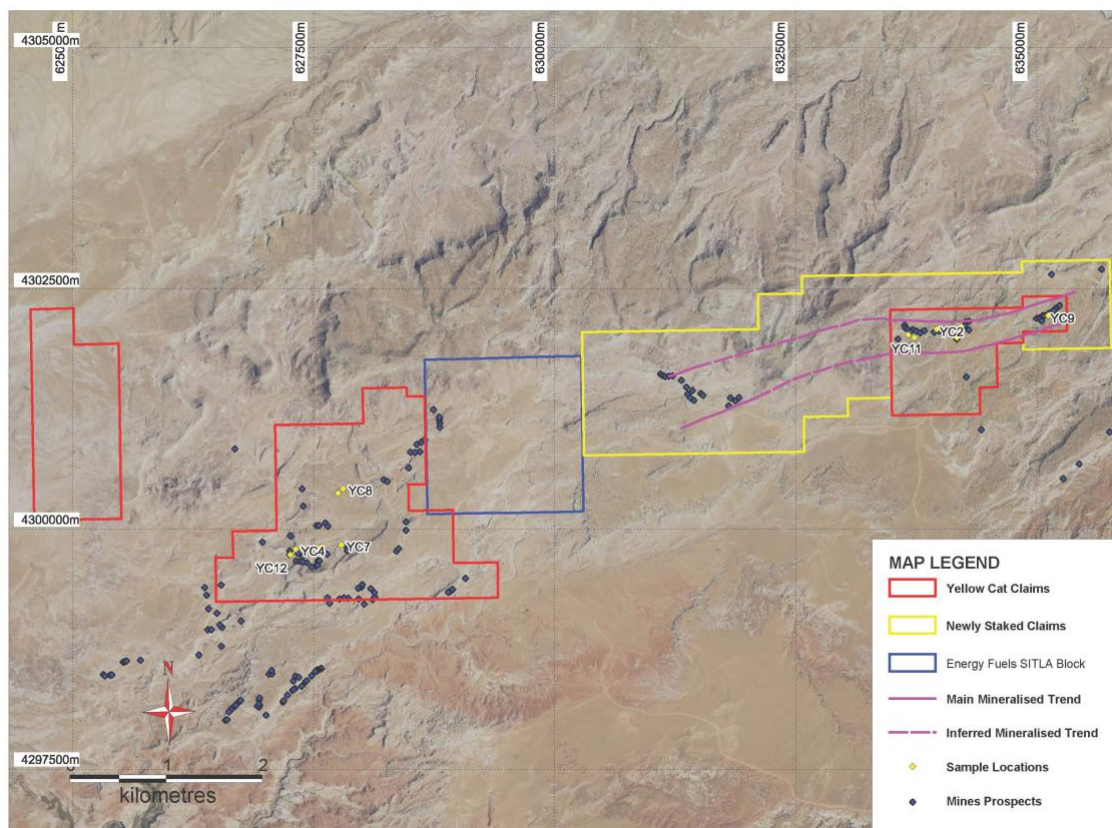 625000m
627500m
630000m
632500m
635000m
4305000m
4302500m
4300000m
4297500m
YC9
YC2
YC11
YC8
YC4
YC7
YC12
N
0 1 2
kilometres
MAP LEGEND
Yellow Cat Claims
Newly Staked Claims
Energy Fuels SITLA Block
Main Mineralised Trend
Inferred Mineralised Trend
Sample Locations
Mines Prospects